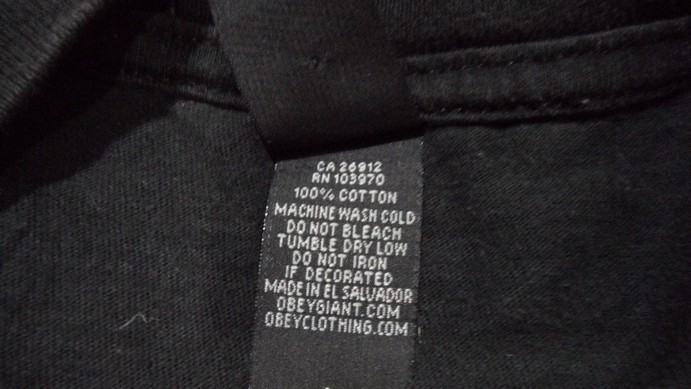 CA 26912
RN 103970
100% COTTON
MACHINE WASH COLD
DO NOT BLEACH
TUMBLE DRY LOW
DO NOT IRON
IF DECORATED
MADE IN EL SALVADOR
OBEYGIANT.COM
OBEYCLOTHING.COM